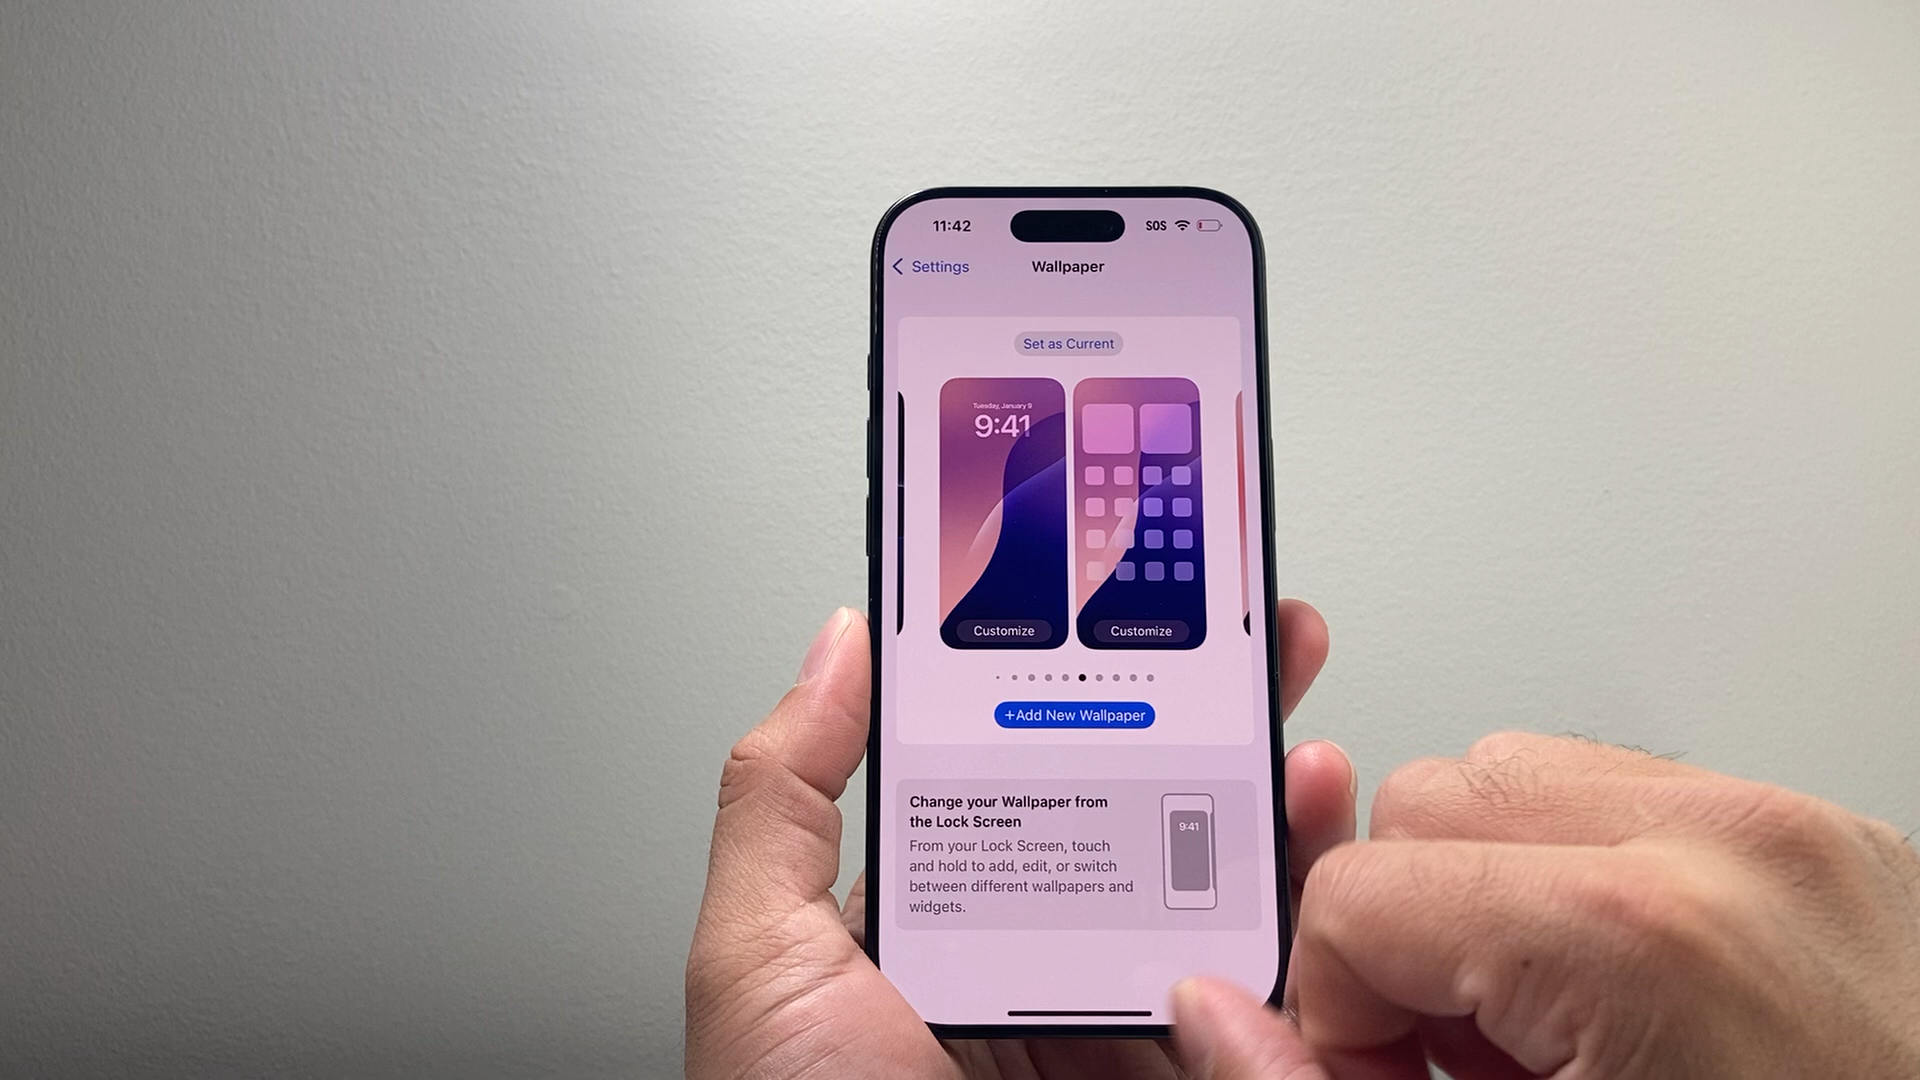 11:42
SOS
Settings
Wallpaper
Set as Current
Tuesday, January 9
9:41
Customize
Customize
+Add New Wallpaper
Change your Wallpaper from
the Lock Screen
From your Lock Screen, touch
and hold to add, edit, or switch
between different wallpapers and
widgets.
9:41